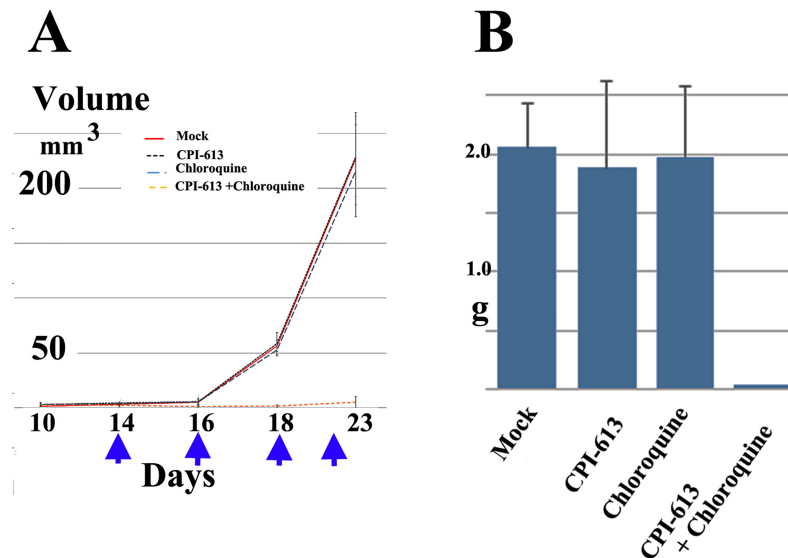 A
Volume
mm3
Mock
CPI-613
Chloroquine
CPI-613 +Chloroquine
200
50
10 14 16 18 23
Days
B
2.0
1.0
g
Mock
CPI-613
Chloroquine
CPI-613
+ Chloroquine